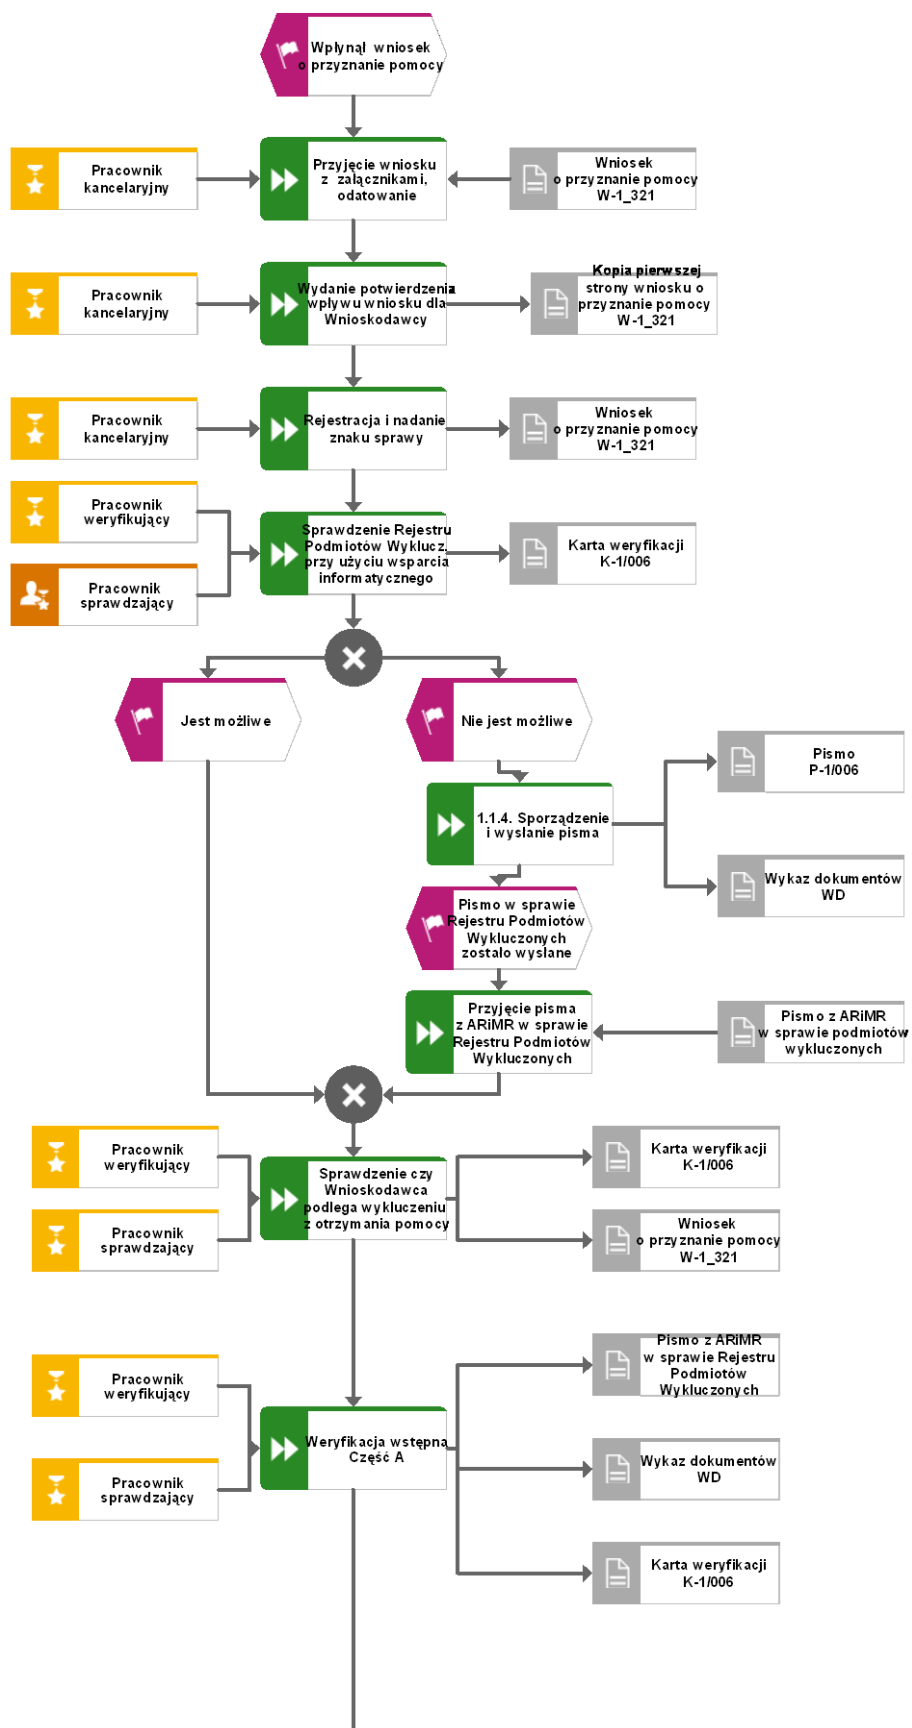 Wpłynął wniosek
o przyznanie pomocy
Pracownik
kancelaryjny
Przyjęcie wniosku
z załącznikami,
odatowanie
Wniosek
o przyznanie pomocy
W-1_321
Pracownik
kancelaryjny
Wydanie potwierdzenia
wpływu wniosku dla
Wnioskodawcy
Kopia pierwszej
strony wniosku o
przyznanie pomocy
W-1_321
Pracownik
kancelaryjny
Rejestracja i nadanie
znaku sprawy
Wniosek
o przyznanie pomocy
W-1_321
Pracownik
weryfikujący
Pracownik
sprawdzający
Sprawdzenie Rejestru
Podmiotów Wyklucz.
przy użyciu wsparcia
informatycznego
Karta weryfikacji
K-1/006
Jest możliwe
Nie jest możliwe
Pismo
P-1/006
1.1.4. Sporządzenie
i wysłanie pisma
Wykaz dokumentów
WD
Pismo w sprawie
Rejestru Podmiotów
Wykluczonych
zostało wysłane
Przyjęcie pisma
z ARiMR w sprawie
Rejestru Podmiotów
Wykluczonych
Pismo z ARiMR
w sprawie podmiotów
wykluczonych
Pracownik
weryfikujący
Pracownik
sprawdzający
Sprawdzenie czy
Wnioskodawca
podlega wykluczeniu
z otrzymania pomocy
Karta weryfikacji
K-1/006
Wniosek
o przyznanie pomocy
W-1_321
Pracownik
weryfikujący
Pracownik
sprawdzający
Weryfikacja wstępna
Część A
Pismo z ARiMR
w sprawie Rejestru
Podmiotów
Wykluczonych
Wykaz dokumentów
WD
Karta weryfikacji
K-1/006